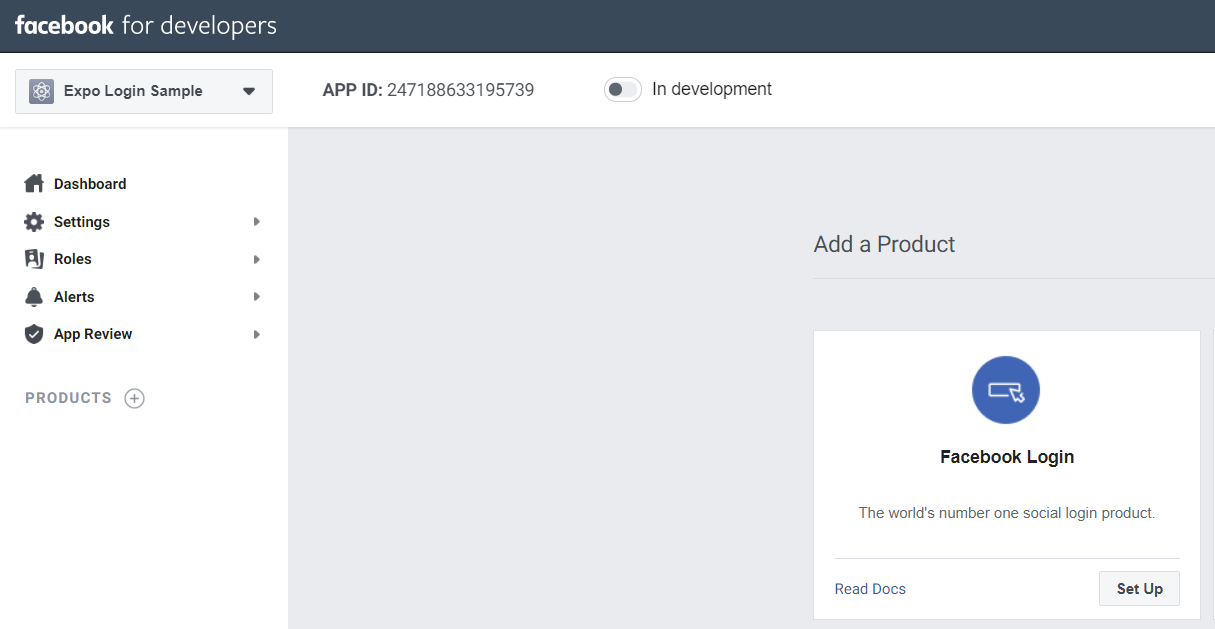 facebook for developers
Expo Login Sample
APP ID: 247188633195739
In development
Dashboard
Settings
Roles
Alerts
App Review
PRODUCTS
Add a Product
Facebook Login
The world's number one social login product.
Read Docs
Set Up